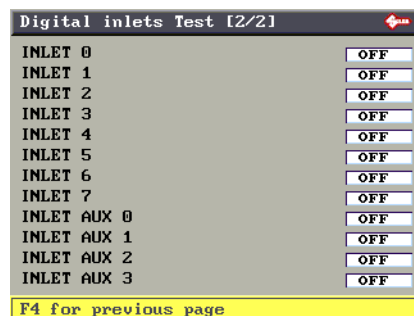 Digital inlets Test [2/2]
INLET 0 OFF
INLET 1 OFF
INLET 2 OFF
INLET 3 OFF
INLET 4 OFF
INLET 5 OFF
INLET 6 OFF
INLET 7 OFF
INLET AUX 0 OFF
INLET AUX 1 OFF
INLET AUX 2 OFF
INLET AUX 3 OFF
F4 for previous page